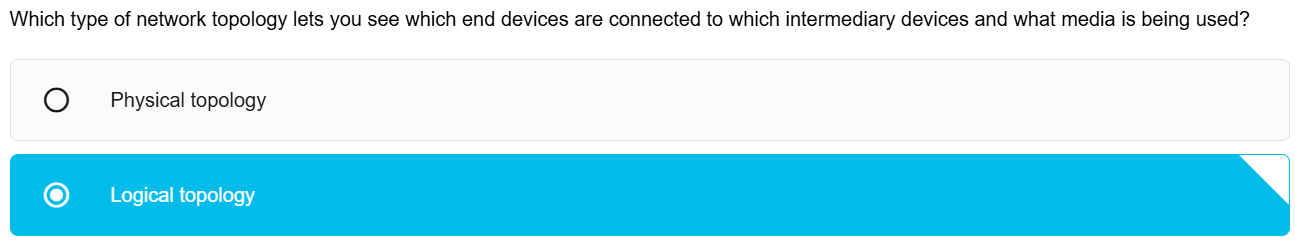 Which type of network topology lets you see which end devices are connected to which intermediary devices and what media is being used?
Physical topology
Logical topology